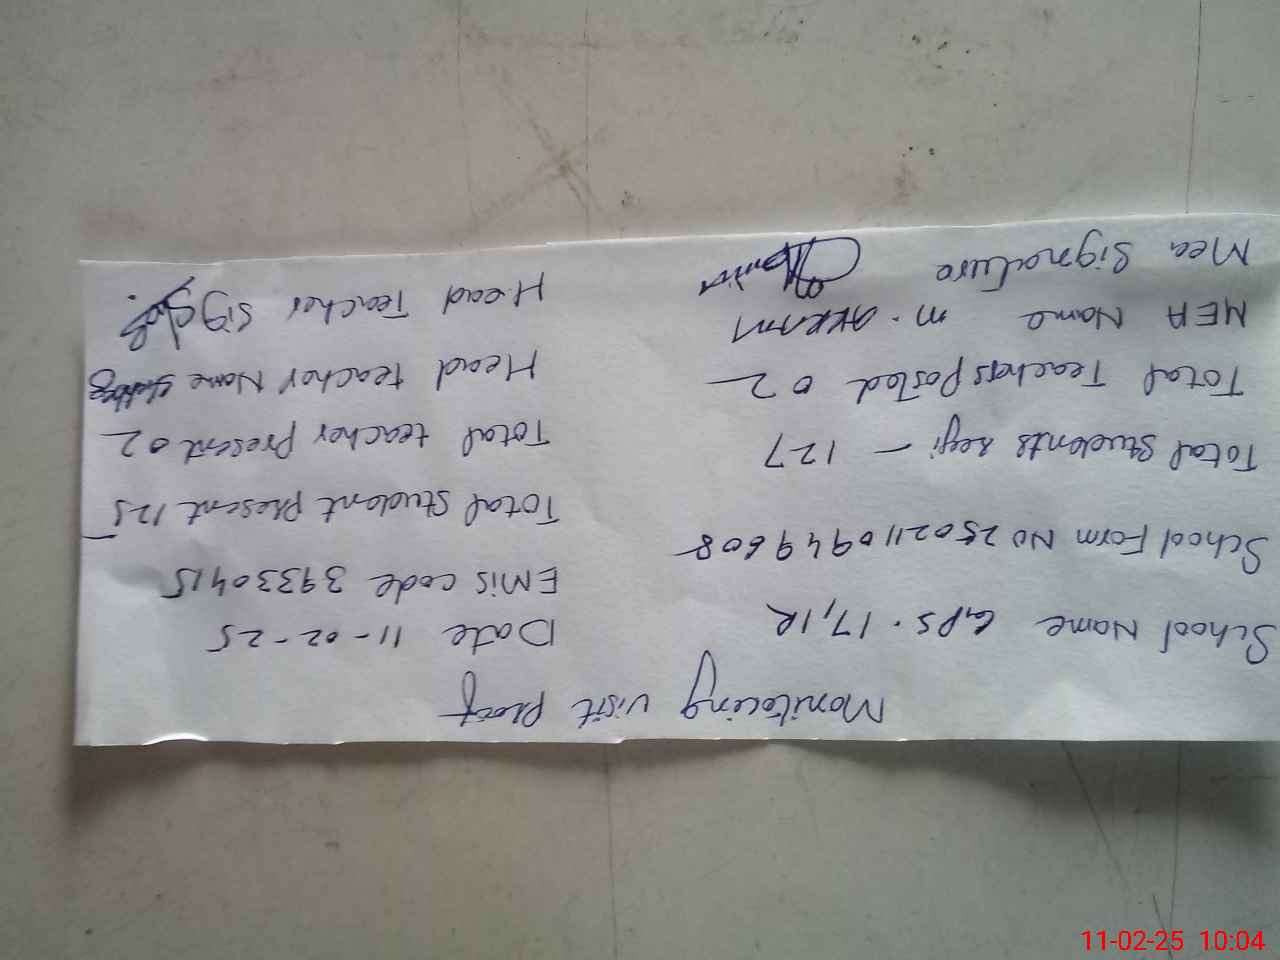 Monitoring visit proof
School Name GPS. 17,1R
Date 11-02-25
School Form No 2502110949608
EMis code 39330415
Total Students regi - 127
Total Student present 125
Total Teachers Posted 02
Total teacher present 02
MEA Name m. AKRAM
Head teacher Name
Mea Signature
Head Teacher Sig
11-02-25 10:04